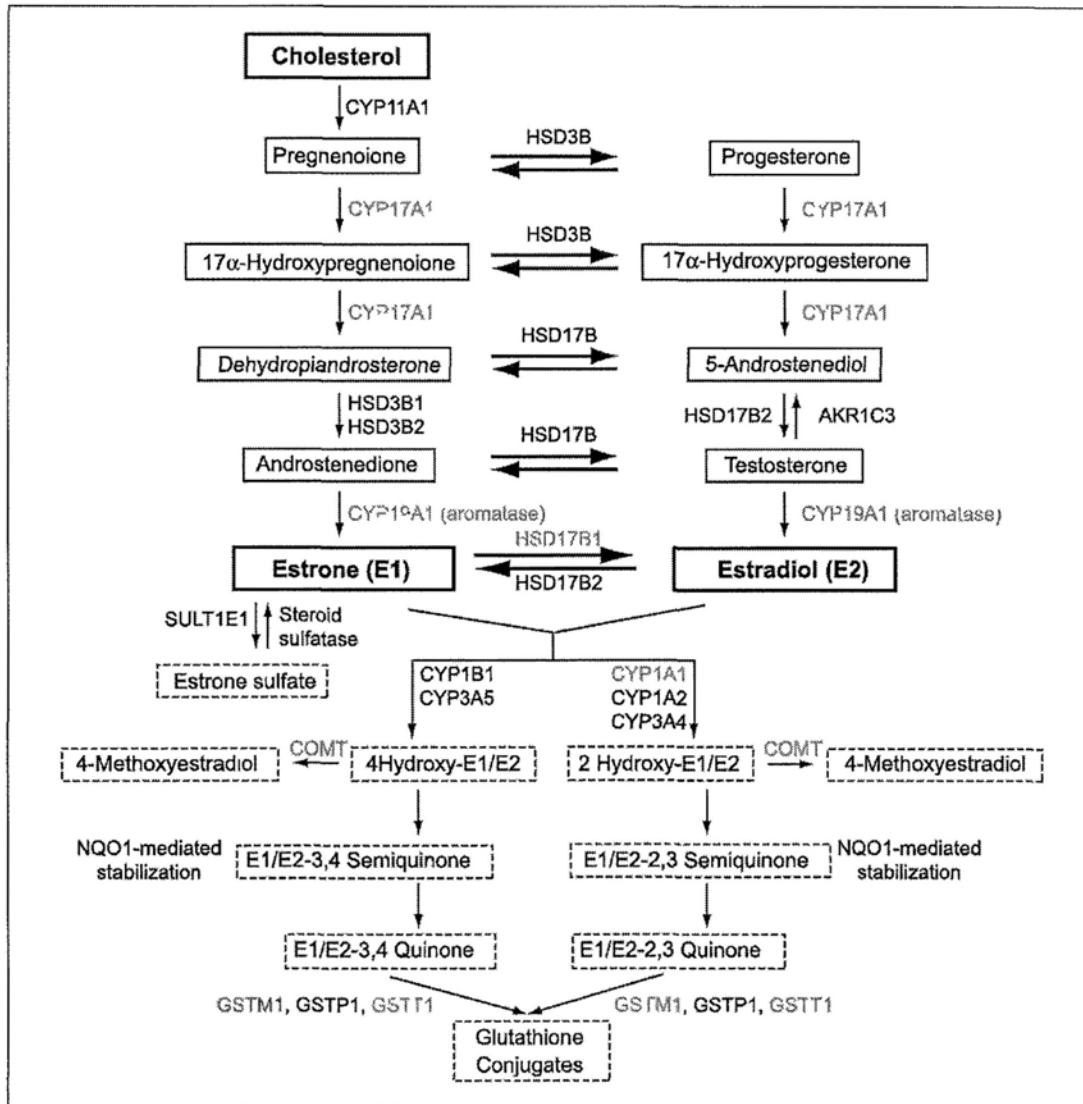 Cholesterol
CYP11A1
Pregnenoione
HSD3B
Progesterone
CYP17A1
CYP17A1
HSD3B
17α-Hydroxypregnenoione
17α-Hydroxyprogesterone
CYP17A1
CYP17A1
HSD17B
Dehydropiandrosterone
5-Androstenediol
HSD3B1
HSD3B2
HSD17B2
AKR1C3
HSD17B
Androstenedione
Testosterone
CYP19A1 (aromatase)
CYP19A1 (aromatase)
HSD17B1
Estrone (E1)
Estradiol (E2)
HSD17B2
SULT1E1
Steroid
sulfatase
Estrone sulfate
CYP1B1
CYP3A5
CYP1A1
CYP1A2
CYP3A4
COMT
COMT
4-Methoxyestradiol
4Hydroxy-E1/E2
2 Hydroxy-E1/E2
4-Methoxyestradiol
NQO1-mediated
stabilization
E1/E2-3,4 Semiquinone
E1/E2-2,3 Semiquinone
NQO1-mediated
stabilization
E1/E2-3,4 Quinone
E1/E2-2,3 Quinone
GSTM1, GSTP1, GSTT1
GSTM1, GSTP1, GSTT1
Glutathione
Conjugates